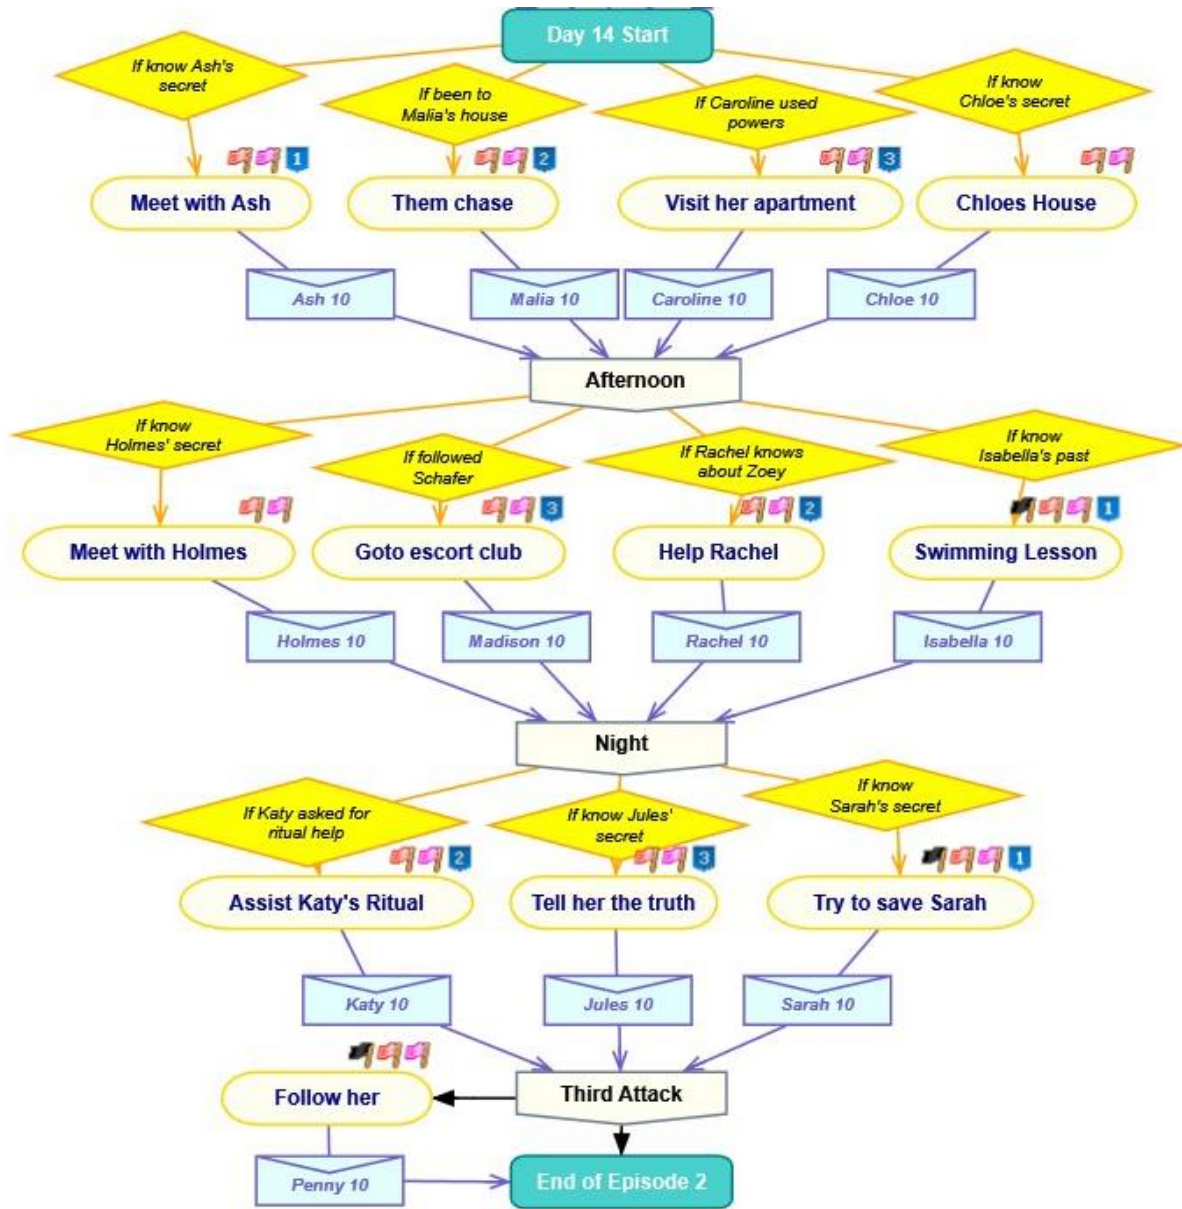 Day 14 Start
If know Ash's
secret
If been to
Malia's house
If Caroline used
powers
If know
Chloe's secret
1
2
3
Meet with Ash
Them chase
Visit her apartment
Chloes House
Ash 10
Malia 10
Caroline 10
Chloe 10
Afternoon
If know
Holmes' secret
If followed
Schafer
If Rachel knows
about Zoey
If know
Isabella's past
3
2
1
Meet with Holmes
Goto escort club
Help Rachel
Swimming Lesson
Holmes 10
Madison 10
Rachel 10
Isabella 10
Night
If Katy asked for
ritual help
If know Jules'
secret
If know
Sarah's secret
2
3
1
Assist Katy's Ritual
Tell her the truth
Try to save Sarah
Katy 10
Jules 10
Sarah 10
Follow her
Third Attack
Penny 10
End of Episode 2